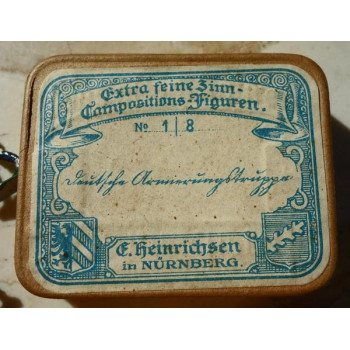 Extra feine Zinn-
Compositions-Figuren.
No 1/8
Deutsche Armierungstruppe
E. Heinrichsen
in NÜRNBERG.